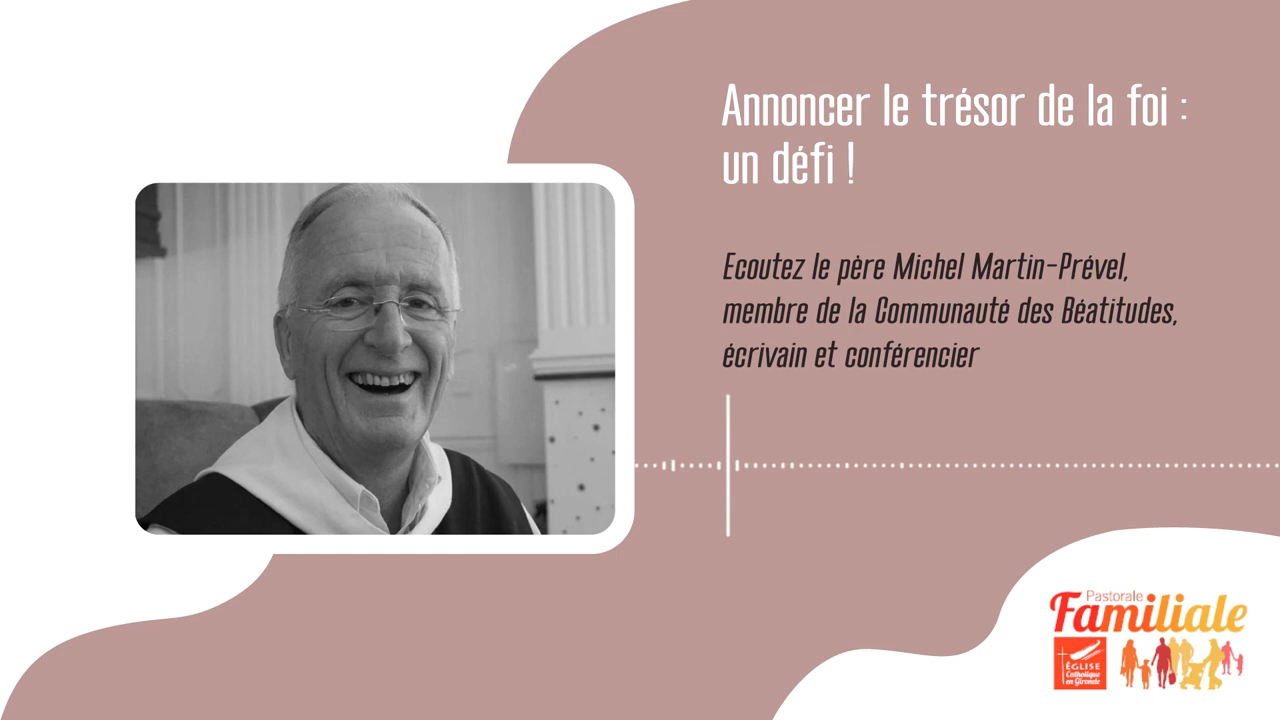 Annoncer le trésor de la foi :
un défi !
Ecoutez le père Michel Martin-Prével,
membre de la Communauté des Béatitudes,
écrivain et conférencier
Pastorale
Familiale
ÉGLISE
Catholique
en Gironde